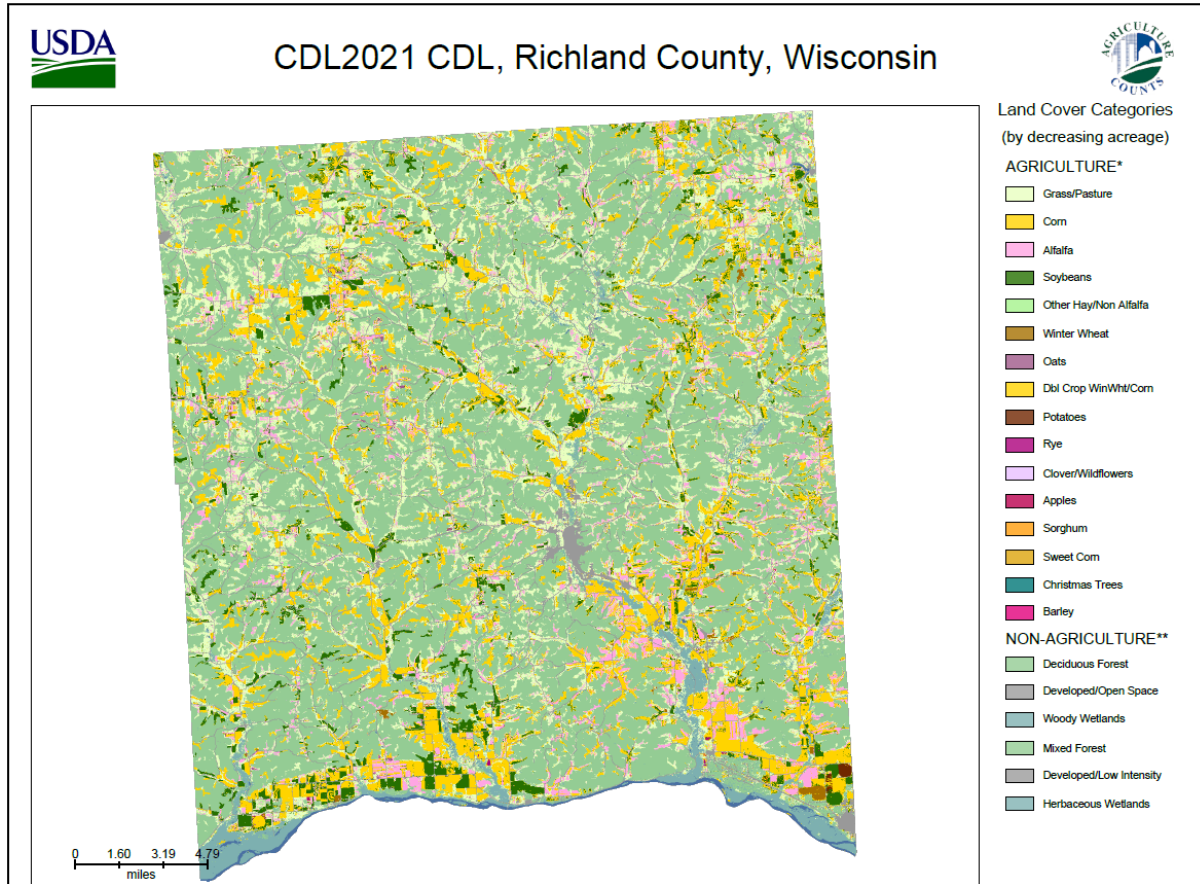 USDA
CDL2021 CDL, Richland County, Wisconsin
AGRICULTURE
COUNTS
Land Cover Categories
(by decreasing acreage)
AGRICULTURE*
Grass/Pasture
Corn
Alfalfa
Soybeans
Other Hay/Non Alfalfa
Winter Wheat
Oats
Dbl Crop WinWht/Corn
Potatoes
Rye
Clover/Wildflowers
Apples
Sorghum
Sweet Corn
Christmas Trees
Barley
NON-AGRICULTURE**
Deciduous Forest
Developed/Open Space
Woody Wetlands
Mixed Forest
Developed/Low Intensity
Herbaceous Wetlands
0 1.60 3.19 4.79
miles